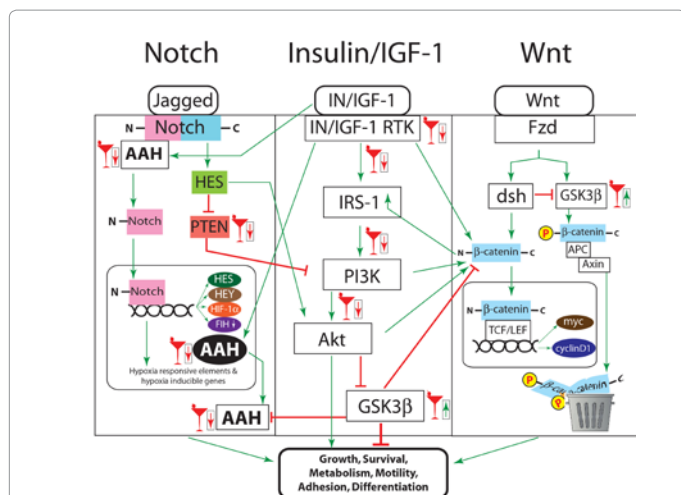 Notch
Insulin/IGF-1
Wnt
Jagged
IN/IGF-1
Wnt
N
Notch
C
IN/IGF-1 RTK
Fzd
AAH
HES
IRS-1
dsh
GSK3β
N
Notch
PTEN
P
β-catenin
C
N
β-catenin
C
APC
Axin
PI3K
N
Notch
HES
HEY
HIF-1α
FIH
N
β-catenin
C
TCF/LEF
myc
cyclinD1
Akt
AAH
Hypoxia responsive elements &
hypoxia inducible genes
P
β-ca
catenin
C
P
AAH
GSK3β
Growth, Survival,
Metabolism, Motility,
Adhesion, Differentiation